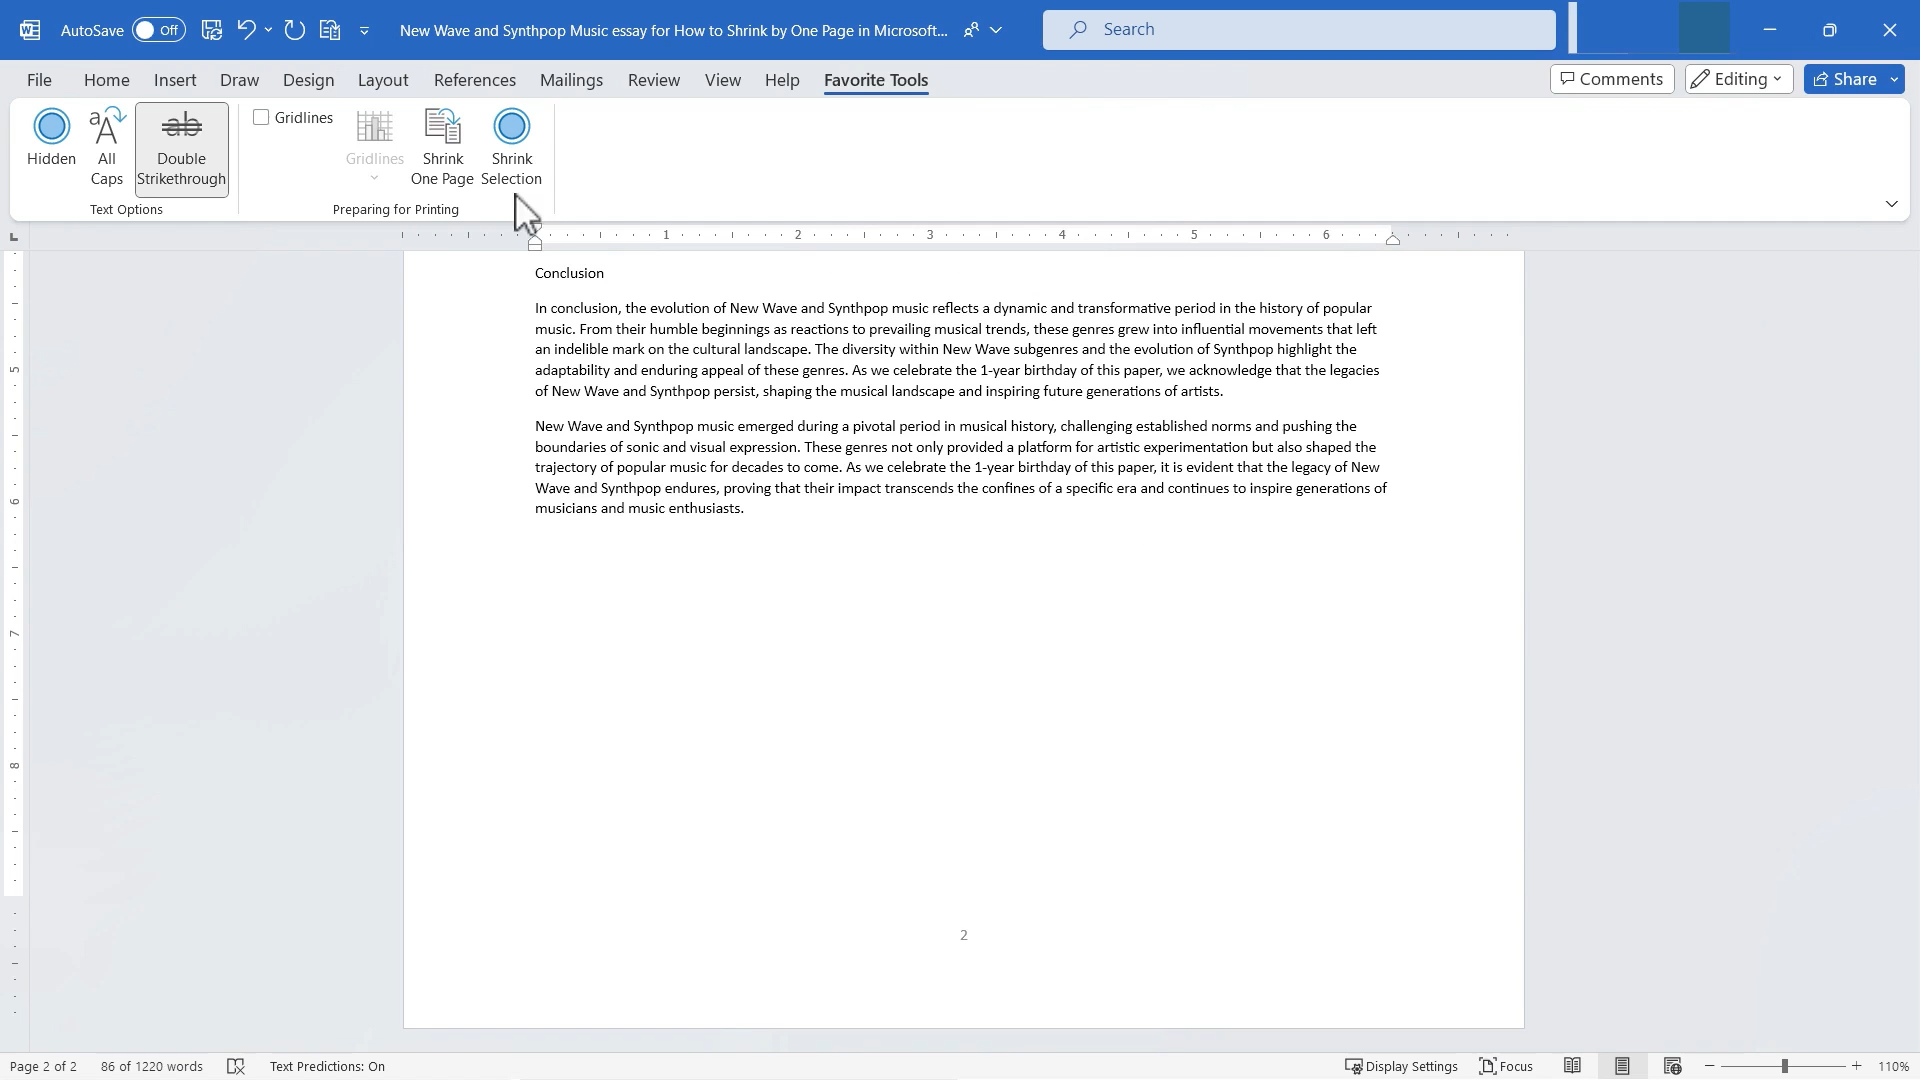 AutoSave Off New Wave and Synthpop Music essay for How to Shrink by One Page in Microsoft... Search
File Home Insert Draw Design Layout References Mailings Review View Help Favorite Tools Comments Editing Share
Gridlines
Hidden All Caps Double Strikethrough Gridlines Shrink One Page Shrink Selection
Text Options Preparing for Printing
1 2 3 4 5 6
Conclusion
In conclusion, the evolution of New Wave and Synthpop music reflects a dynamic and transformative period in the history of popular
music. From their humble beginnings as reactions to prevailing musical trends, these genres grew into influential movements that left
an indelible mark on the cultural landscape. The diversity within New Wave subgenres and the evolution of Synthpop highlight the
adaptability and enduring appeal of these genres. As we celebrate the 1-year birthday of this paper, we acknowledge that the legacies
of New Wave and Synthpop persist, shaping the musical landscape and inspiring future generations of artists.
New Wave and Synthpop music emerged during a pivotal period in musical history, challenging established norms and pushing the
boundaries of sonic and visual expression. These genres not only provided a platform for artistic experimentation but also shaped the
trajectory of popular music for decades to come. As we celebrate the 1-year birthday of this paper, it is evident that the legacy of New
Wave and Synthpop endures, proving that their impact transcends the confines of a specific era and continues to inspire generations of
musicians and music enthusiasts.
5
6
7
8
2
Page 2 of 2 86 of 1220 words Text Predictions: On Display Settings Focus 110%